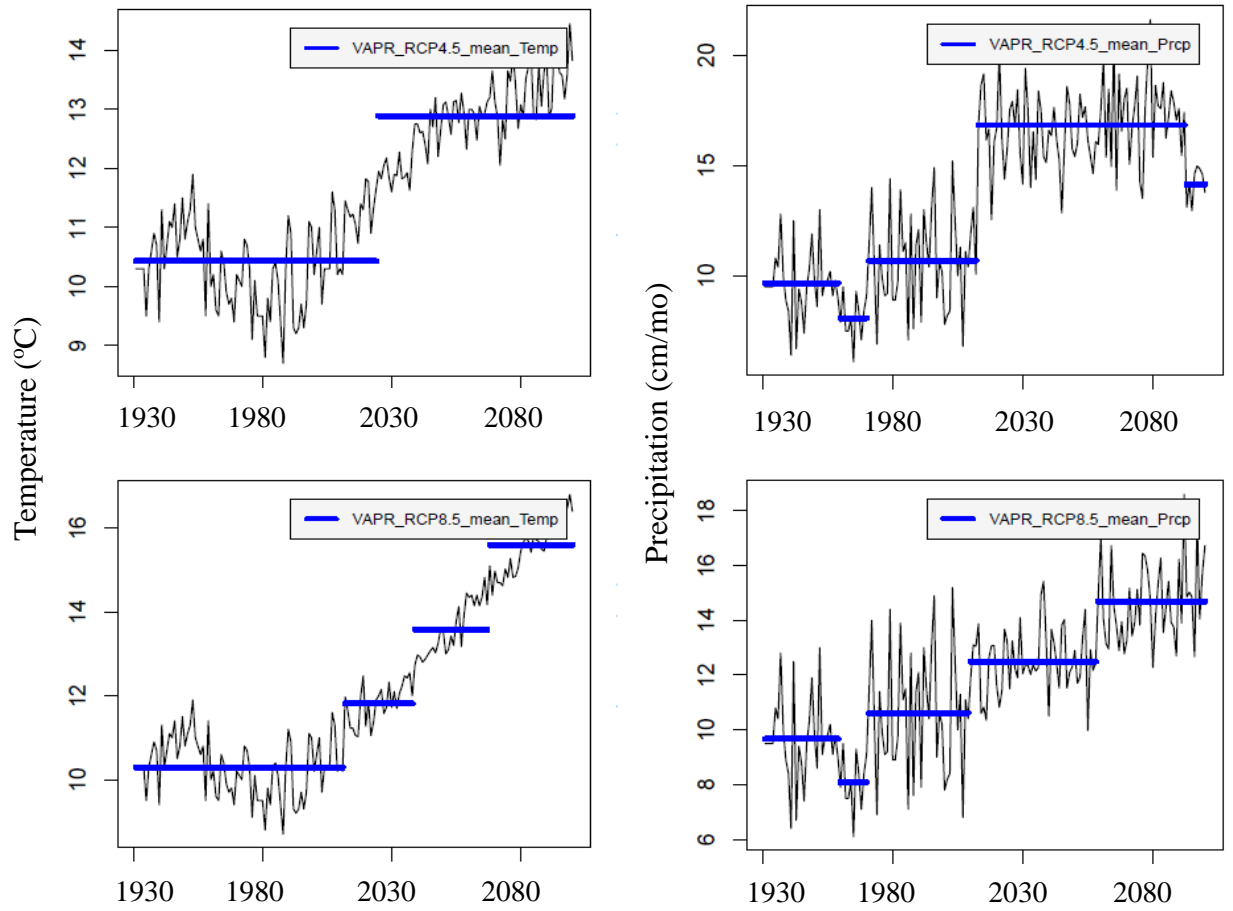 Temperature (ºC)
VAPR_RCP4.5_mean_Temp
14
13
12
11
10
9
1930 1980 2030 2080
VAPR_RCP8.5_mean_Temp
16
14
12
10
1930 1980 2030 2080
Precipitation (cm/mo)
VAPR_RCP4.5_mean_Prcp
20
15
10
1930 1980 2030 2080
VAPR_RCP8.5_mean_Prcp
18
16
14
12
10
8
6
1930 1980 2030 2080